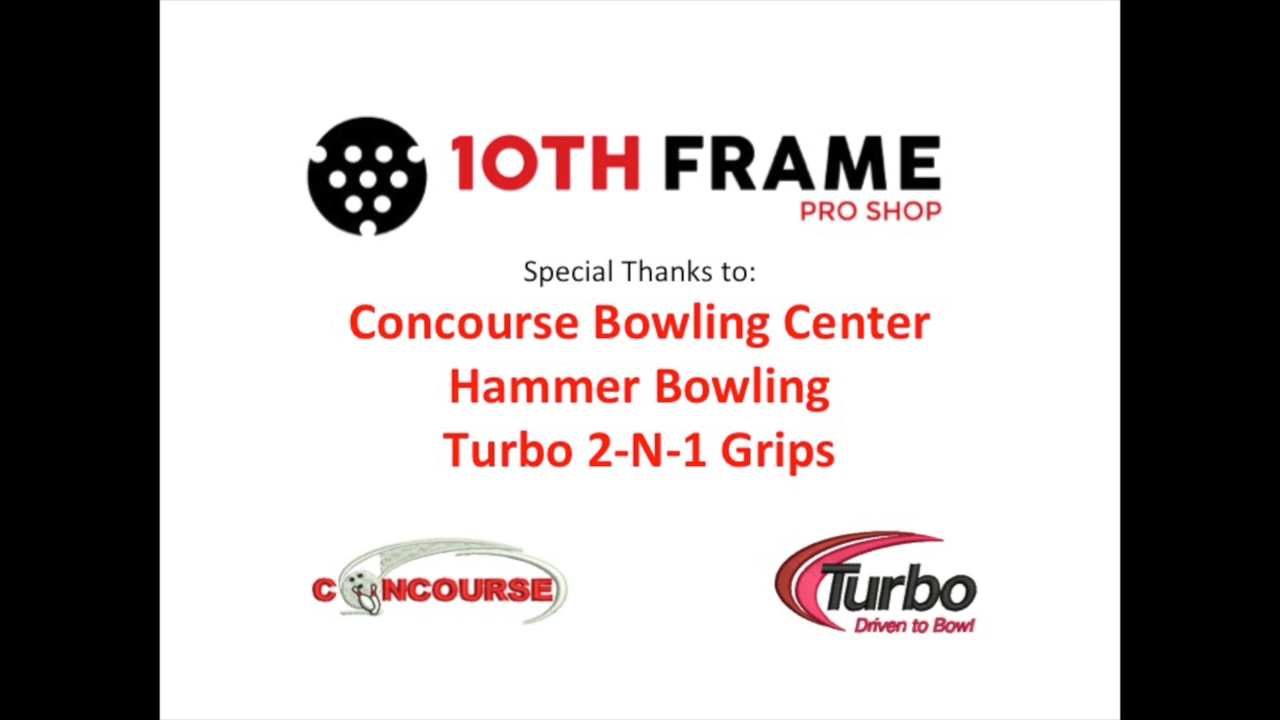 10TH FRAME
PRO SHOP
Special Thanks to:
Concourse Bowling Center
Hammer Bowling
Turbo 2-N-1 Grips
CONCOURSE
Turbo
Driven to Bowl